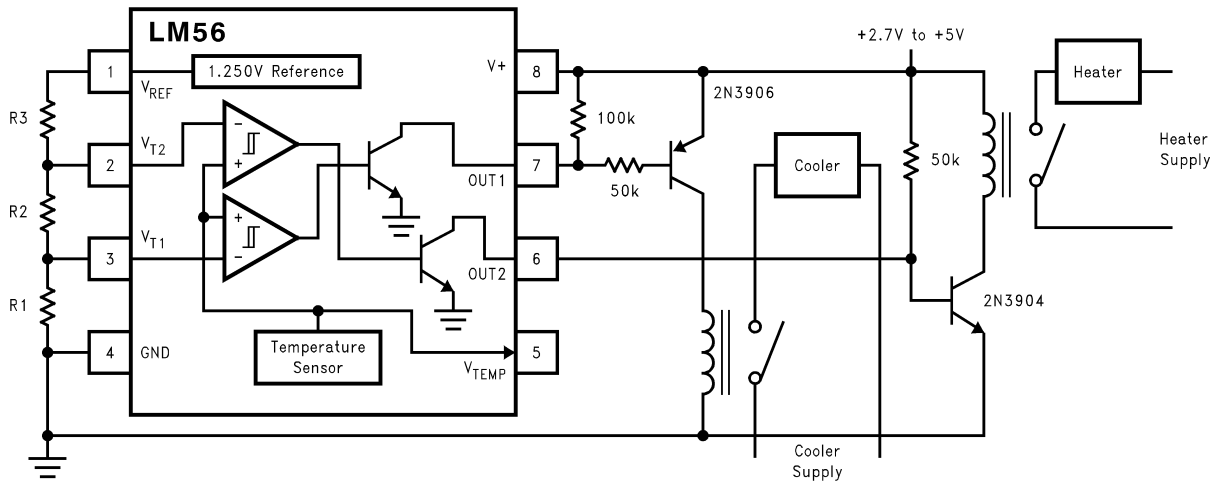 LM56
+2.7V to +5V
1
1.250V Reference
V+
8
Heater
VREF
2N3906
R3
100k
Heater
Supply
2
VT2
−
+
7
OUT1
50k
Cooler
50k
R2
3
VT1
+
−
6
OUT2
2N3904
R1
4
GND
Temperature
Sensor
5
VTEMP
Cooler
Supply